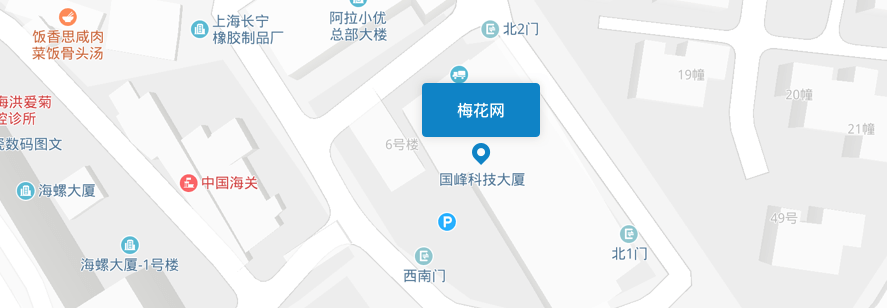 饭香思咸肉
菜饭骨头汤
上海长宁
橡胶制品厂
阿拉小优
总部大楼
北2门
19幢
20幢
21幢
海洪爱菊
腔诊所
数码图文
梅花网
6号楼
国峰科技大厦
中国海关
海螺大厦
P
49号
北1门
海螺大厦-1号楼
西南门